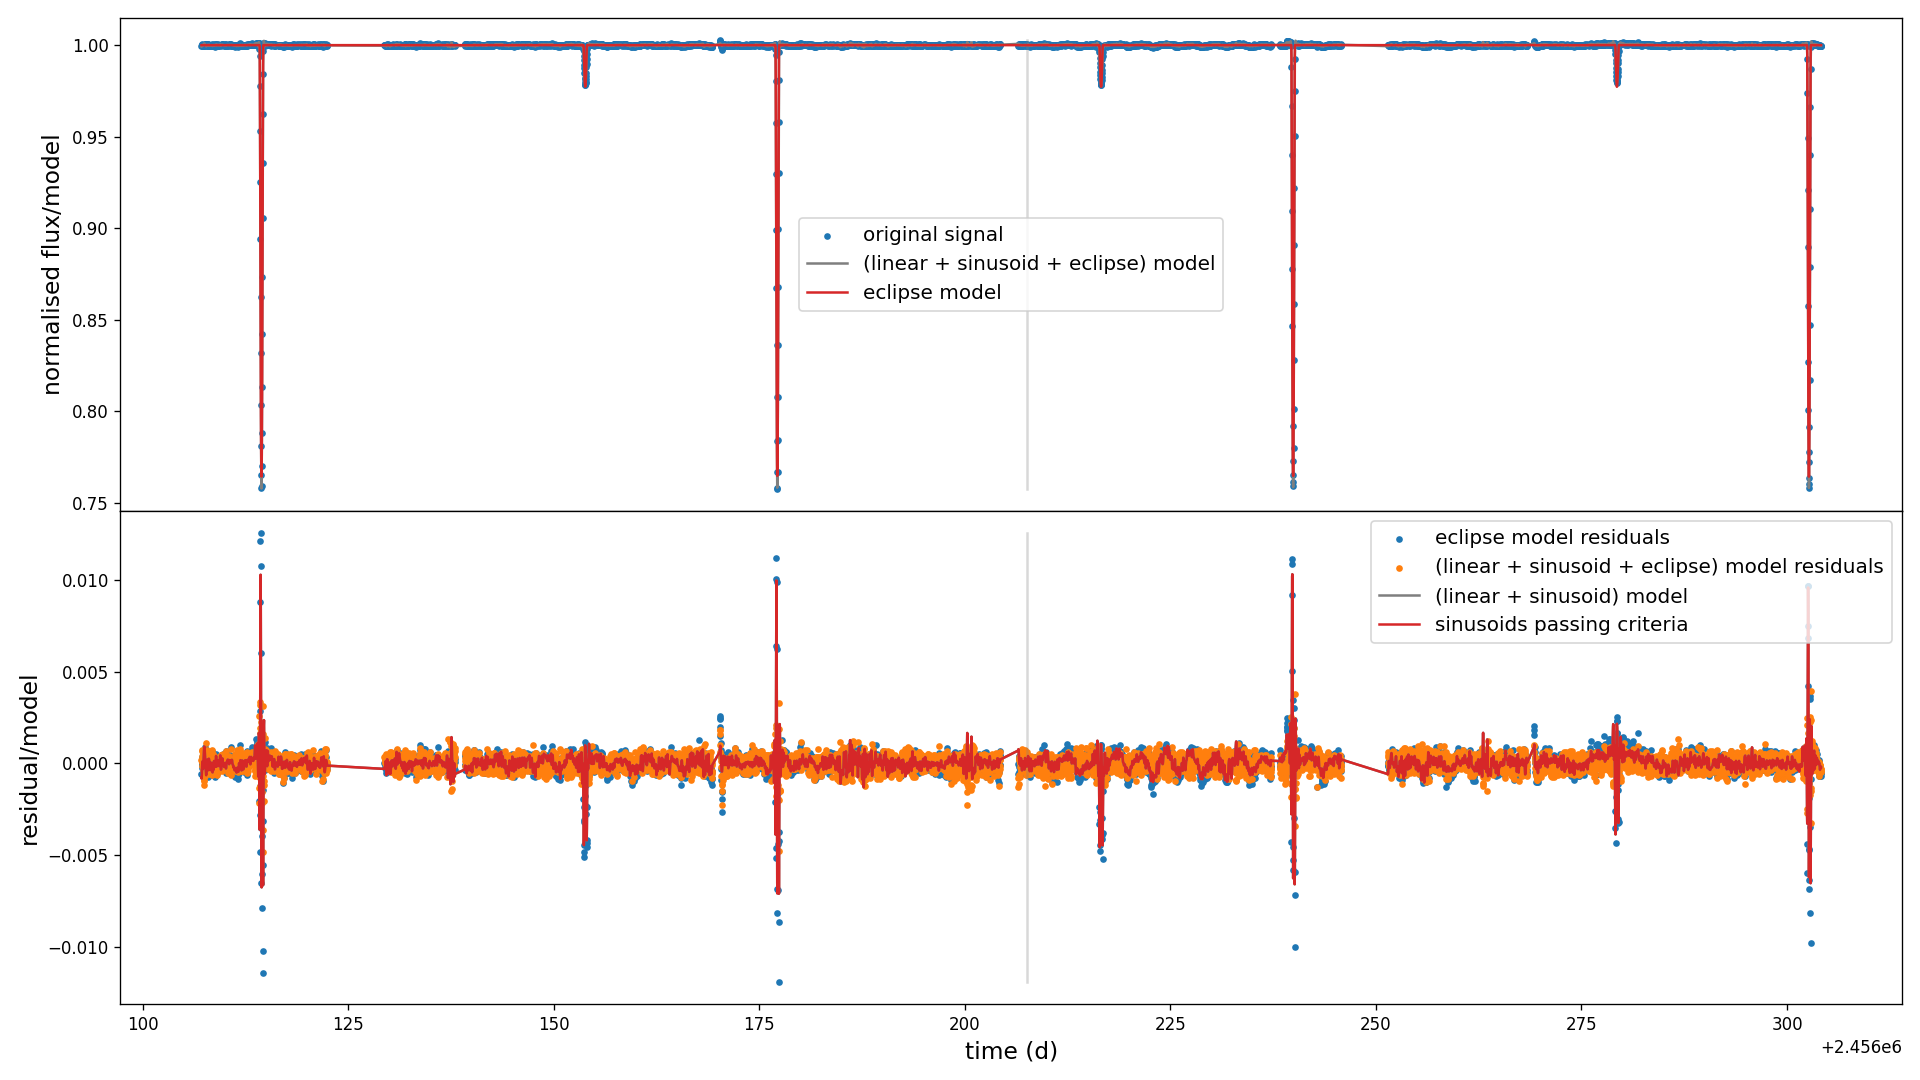 1.00
0.95
0.90
0.85
0.80
0.75
normalised flux/model
original signal
(linear + sinusoid + eclipse) model
eclipse model
0.010
0.005
0.000
−0.005
−0.010
residual/model
eclipse model residuals
(linear + sinusoid + eclipse) model residuals
(linear + sinusoid) model
sinusoids passing criteria
100 125 150 175 200 225 250 275 300
time (d)
+2.456e6